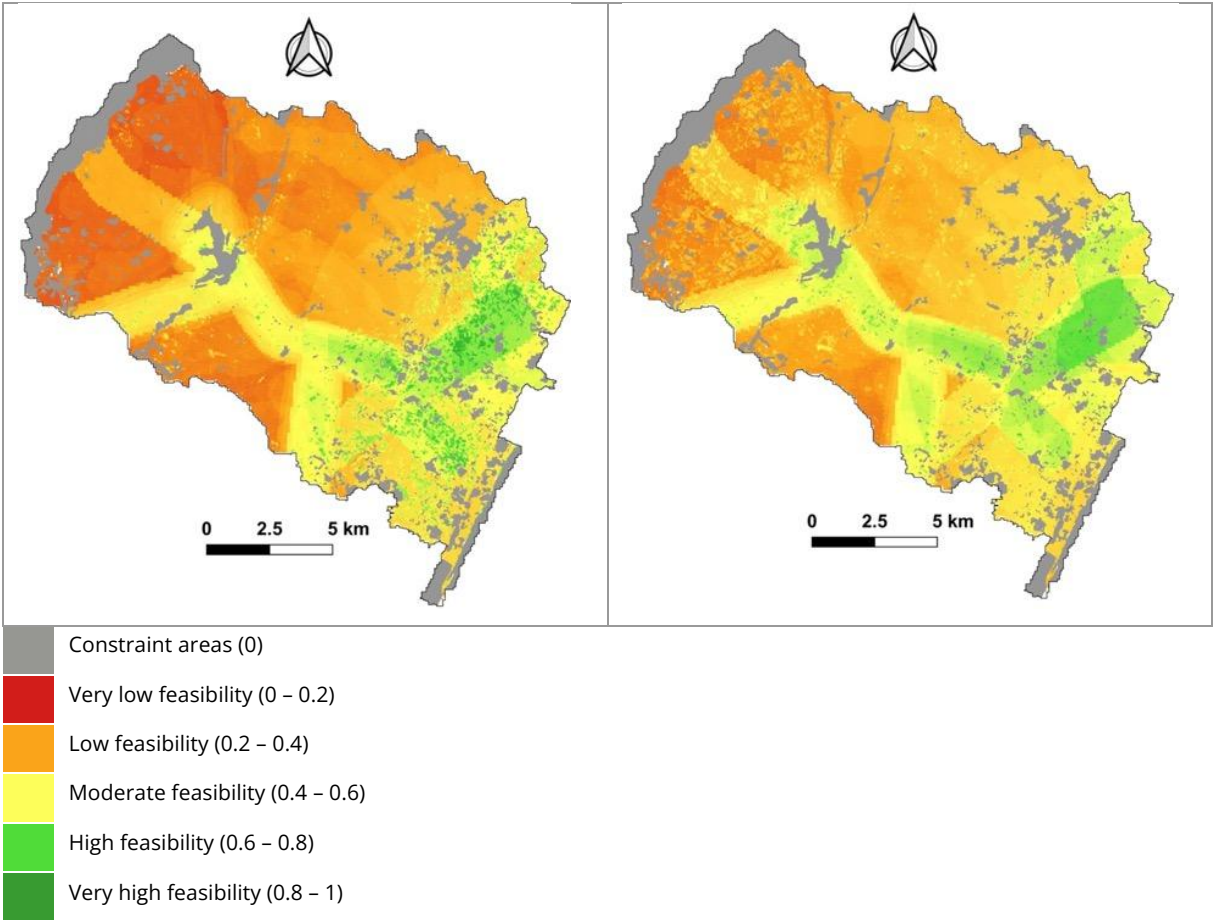 0 2.5 5 km
0 2.5 5 km
Constraint areas (0)
Very low feasibility (0 – 0.2)
Low feasibility (0.2 – 0.4)
Moderate feasibility (0.4 – 0.6)
High feasibility (0.6 – 0.8)
Very high feasibility (0.8 – 1)